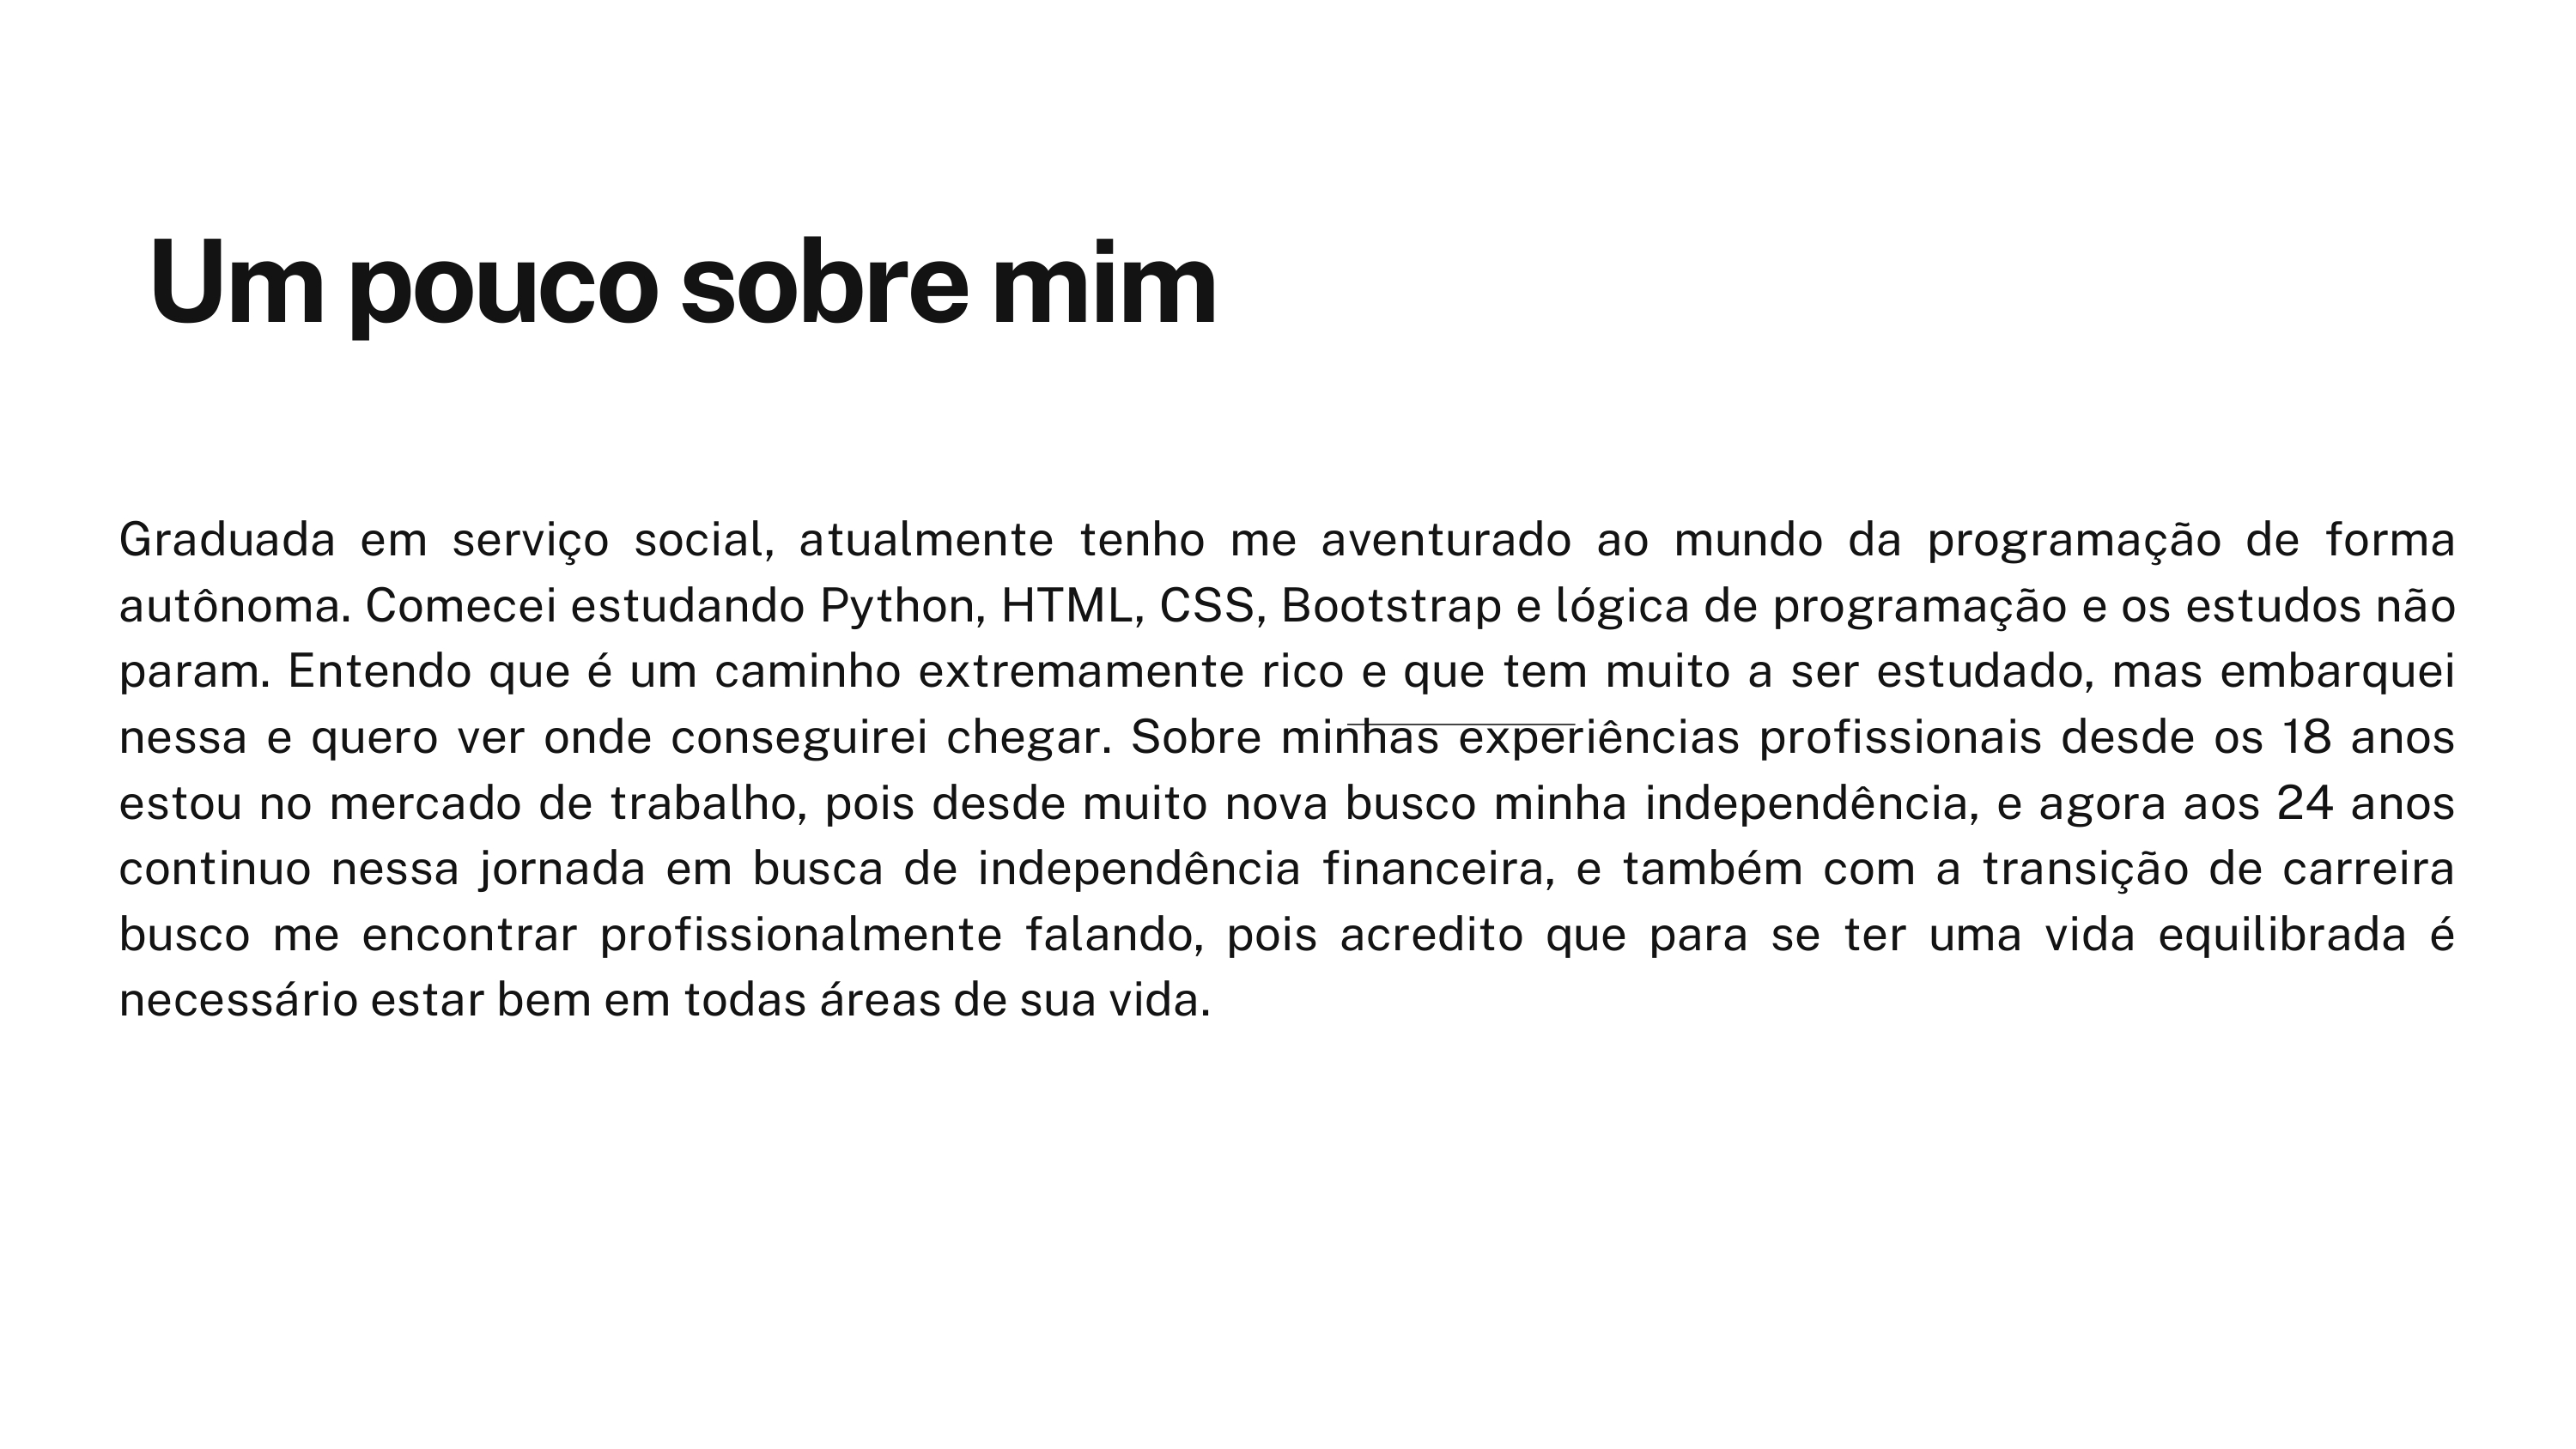 Um pouco sobre mim
Graduada em serviço social, atualmente tenho me aventurado ao mundo da programação de forma
autônoma. Comecei estudando Python, HTML, CSS, Bootstrap e lógica de programação e os estudos não
param. Entendo que é um caminho extremamente rico e que tem muito a ser estudado, mas embarquei
nessa e quero ver onde conseguirei chegar. Sobre minhas experiências profissionais desde os 18 anos
estou no mercado de trabalho, pois desde muito nova busco minha independência, e agora aos 24 anos
continuo nessa jornada em busca de independência financeira, e também com a transição de carreira
busco me encontrar profissionalmente falando, pois acredito que para se ter uma vida equilibrada é
necessário estar bem em todas áreas de sua vida.